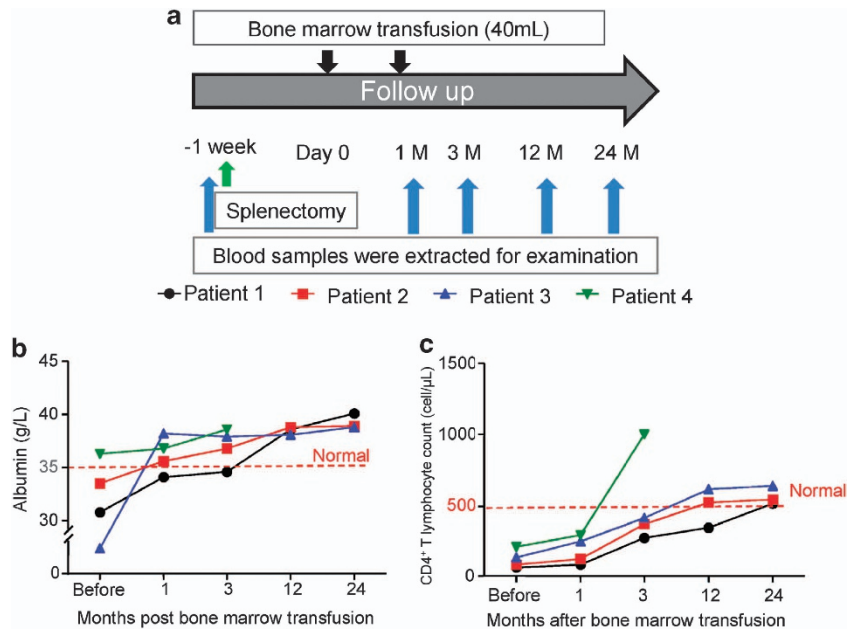 a
Bone marrow transfusion (40mL)
Follow up
-1 week Day 0 1 M 3 M 12 M 24 M
Splenectomy
Blood samples were extracted for examination
Patient 1 Patient 2 Patient 3 Patient 4
b
45
40
35
30
0
Albumin (g/L)
Normal
Before 1 3 12 24
Months post bone marrow transfusion
c
1500
1000
500
0
CD4⁺ T lymphocyte count (cell/µL)
Normal
Before 1 3 12 24
Months after bone marrow transfusion